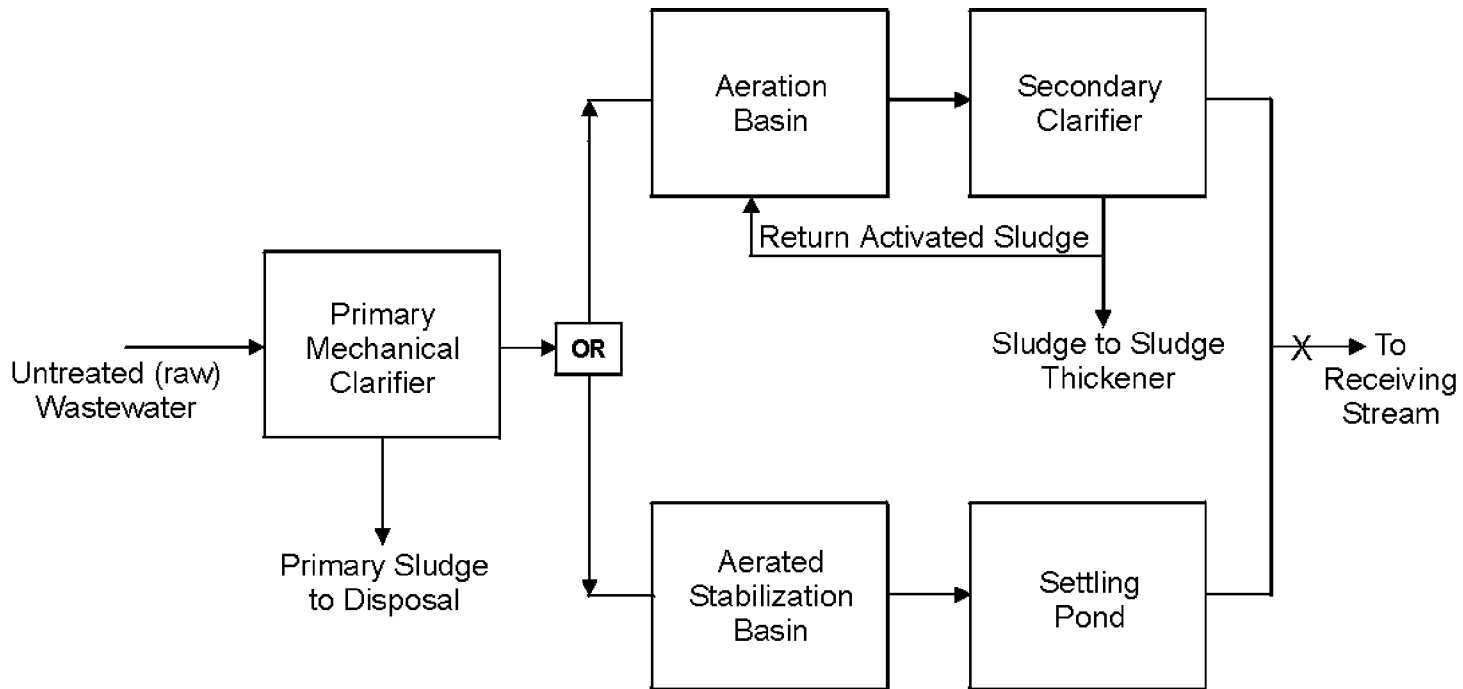 Aeration
Basin
Secondary
Clarifier
Return Activated Sludge
Primary
Mechanical
Clarifier
OR
Untreated (raw)
Wastewater
Sludge to Sludge
Thickener
X
To
Receiving
Stream
Primary Sludge
to Disposal
Aerated
Stabilization
Basin
Settling
Pond